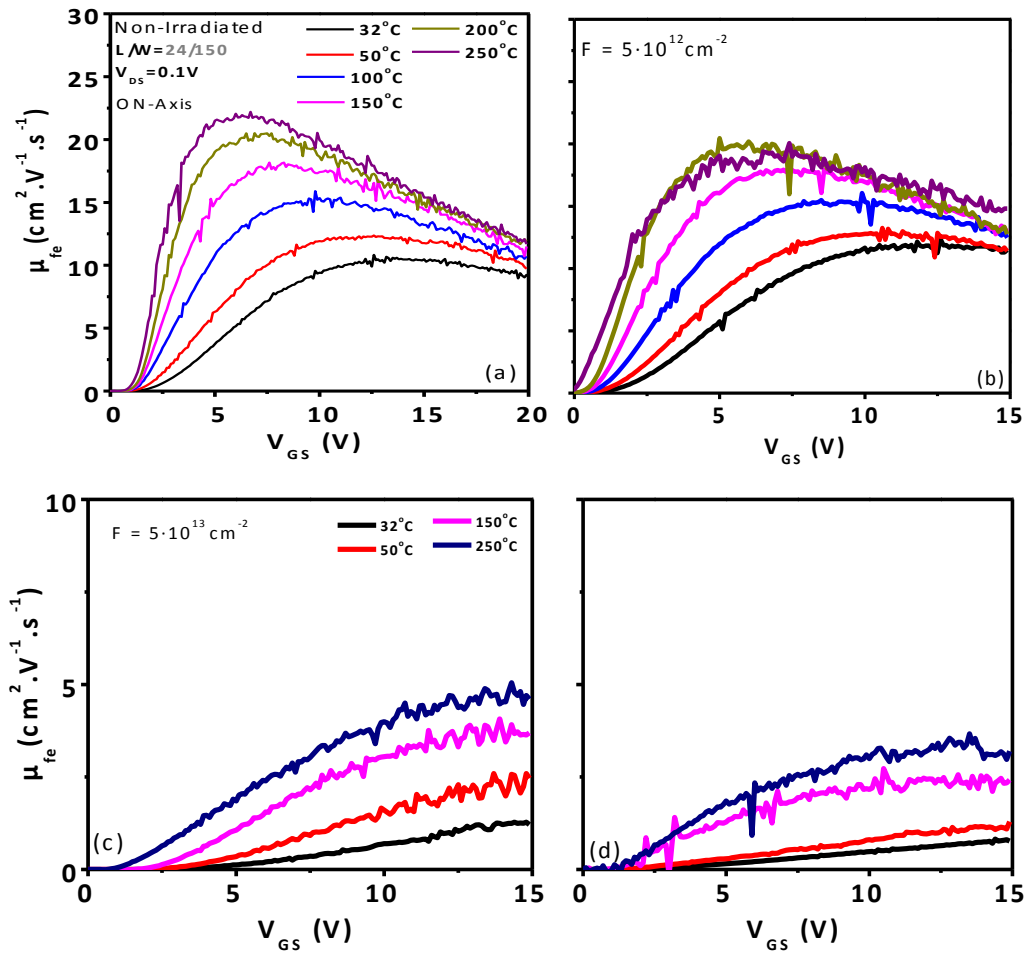 30
25
20
15
10
5
0
Non-Irradiated
L/W=24/150
V_DS=0.1V
ON-Axis
32°C
50°C
100°C
150°C
200°C
250°C
(a)
0 5 10 15 20
V_GS (V)
μ_fe (cm².V⁻¹.s⁻¹)
F = 5·10¹² cm⁻²
(b)
0 5 10 15
V_GS (V)
10
5
0
μ_fe (cm².V⁻¹.s⁻¹)
F = 5·10¹³ cm⁻²
32°C
50°C
150°C
250°C
(c)
0 5 10 15
V_GS (V)
(d)
0 5 10 15
V_GS (V)